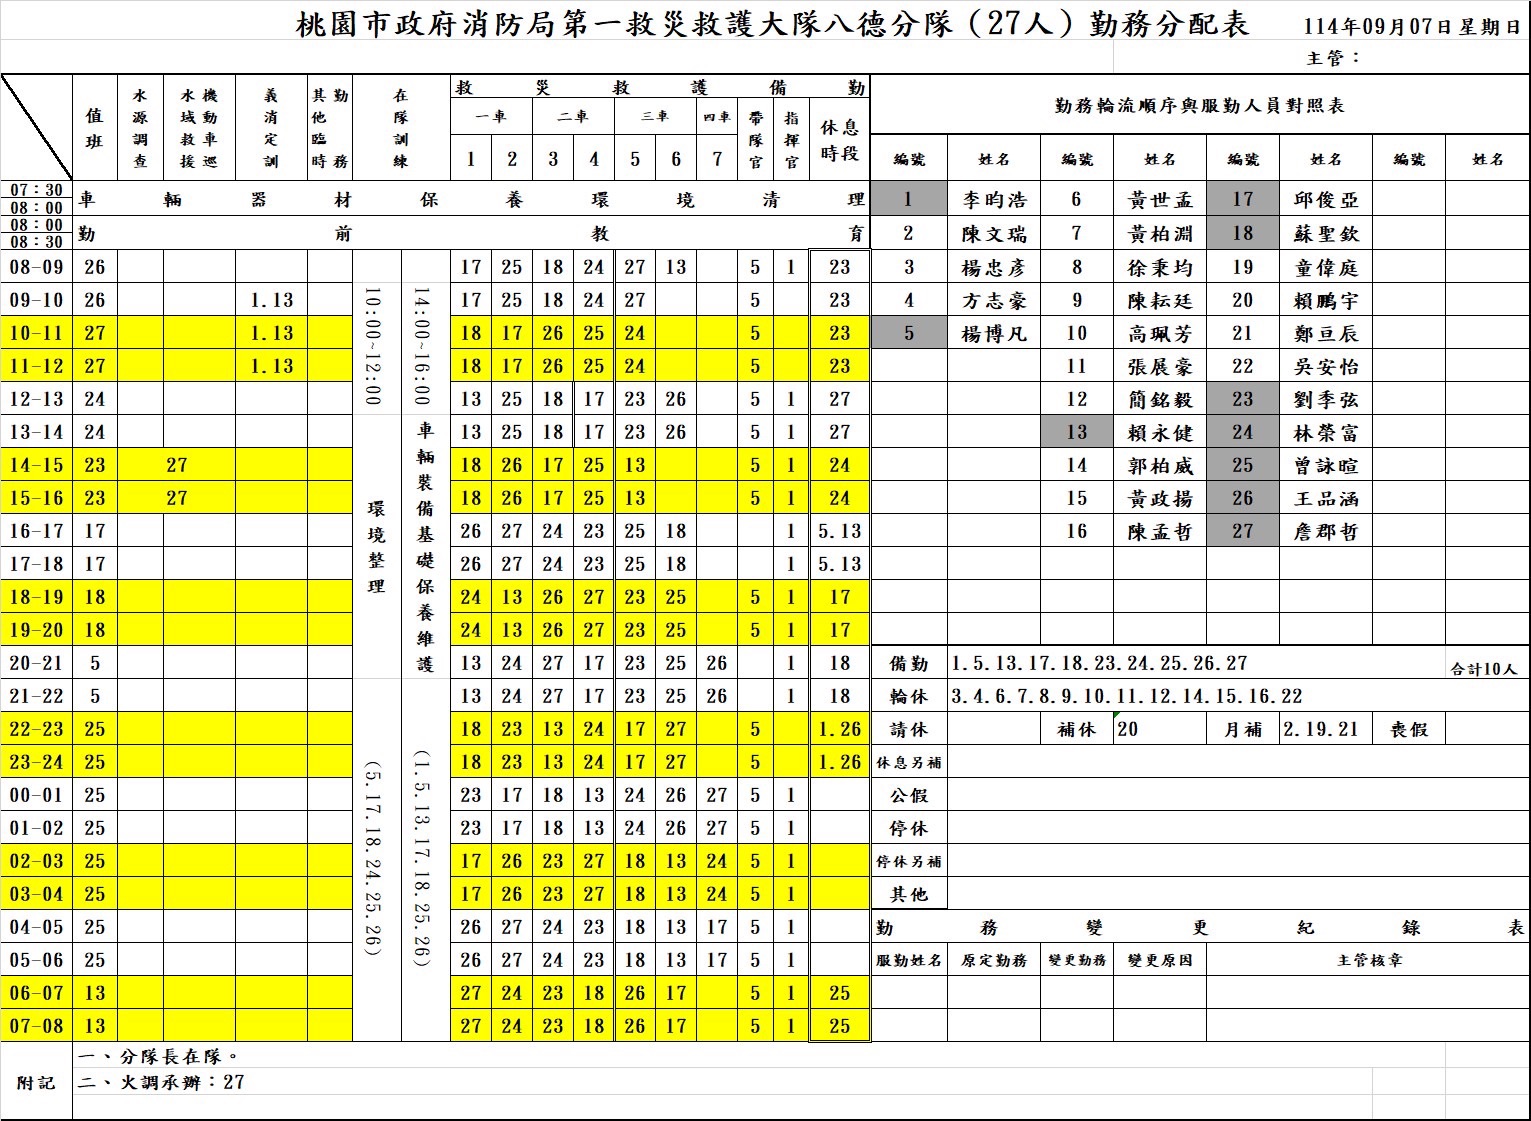 桃園市政府消防局第一救災救護大隊八德分隊（27人）勤務分配表 114年09月07日星期日
主管：
值班 水源調查 水域救援 機動車巡 義消定訓 其他臨時勤務 在隊訓練 救災救護備勤 勤務輪流順序與服勤人員對照表
一車 二車 三車 四車 帶隊官 指揮官 休息時段
1 2 3 4 5 6 7 編號 姓名 編號 姓名 編號 姓名 編號 姓名
07:30 08:00 車輛器材保養環境清理 1 李昀浩 6 黃世孟 17 邱俊亞
08:00 08:30 勤前教育 2 陳文瑞 7 黃柏淵 18 蘇聖欽
08-09 26 17 25 18 24 27 13 5 1 23 3 楊忠彥 8 徐秉均 19 童偉庭
09-10 26 1.13 17 25 18 24 27 5 23 4 方志豪 9 陳耘廷 20 賴鵬宇
10-11 27 1.13 18 17 26 25 24 5 23 5 楊博凡 10 高珮芳 21 鄭亘辰
11-12 27 1.13 18 17 26 25 24 5 23 11 張展豪 22 吳安怡
12-13 24 13 25 18 17 23 26 5 1 27 12 簡銘毅 23 劉季弦
13-14 24 13 25 18 17 23 26 5 1 27 13 賴永健 24 林榮富
14-15 23 27 18 26 17 25 13 5 1 24 14 郭柏威 25 曾詠暄
15-16 23 27 18 26 17 25 13 5 1 24 15 黃政揚 26 王品涵
16-17 17 26 27 24 23 25 18 1 5.13 16 陳孟哲 27 詹郡哲
17-18 17 26 27 24 23 25 18 1 5.13
18-19 18 24 13 26 27 23 25 5 1 17
19-20 18 24 13 26 27 23 25 5 1 17
20-21 5 13 24 27 17 23 25 26 1 18 備勤 1.5.13.17.18.23.24.25.26.27 合計10人
21-22 5 13 24 27 17 23 25 26 1 18 輪休 3.4.6.7.8.9.10.11.12.14.15.16.22
22-23 25 18 23 13 24 17 27 5 1.26 請休 補休 20 月補 2.19.21 喪假
23-24 25 18 23 13 24 17 27 5 1.26 休息另補
00-01 25 23 17 18 13 24 26 27 5 1 公假
01-02 25 23 17 18 13 24 26 27 5 1 停休
02-03 25 17 26 23 27 18 13 24 5 1 停休另補
03-04 25 17 26 23 27 18 13 24 5 1 其他
04-05 25 26 27 24 23 18 13 17 5 1 勤務變更紀錄表
05-06 25 26 27 24 23 18 13 17 5 1 服勤姓名 原定勤務 變更勤務 變更原因 主管核章
06-07 13 27 24 23 18 26 17 5 1 25
07-08 13 27 24 23 18 26 17 5 1 25
10:00~12:00 環境整理 (5.17.18.24.25.26)
14:00~16:00 車輛裝備基礎保養維護 (1.5.13.17.18.25.26)
附記
一、分隊長在隊。
二、火調承辦：27